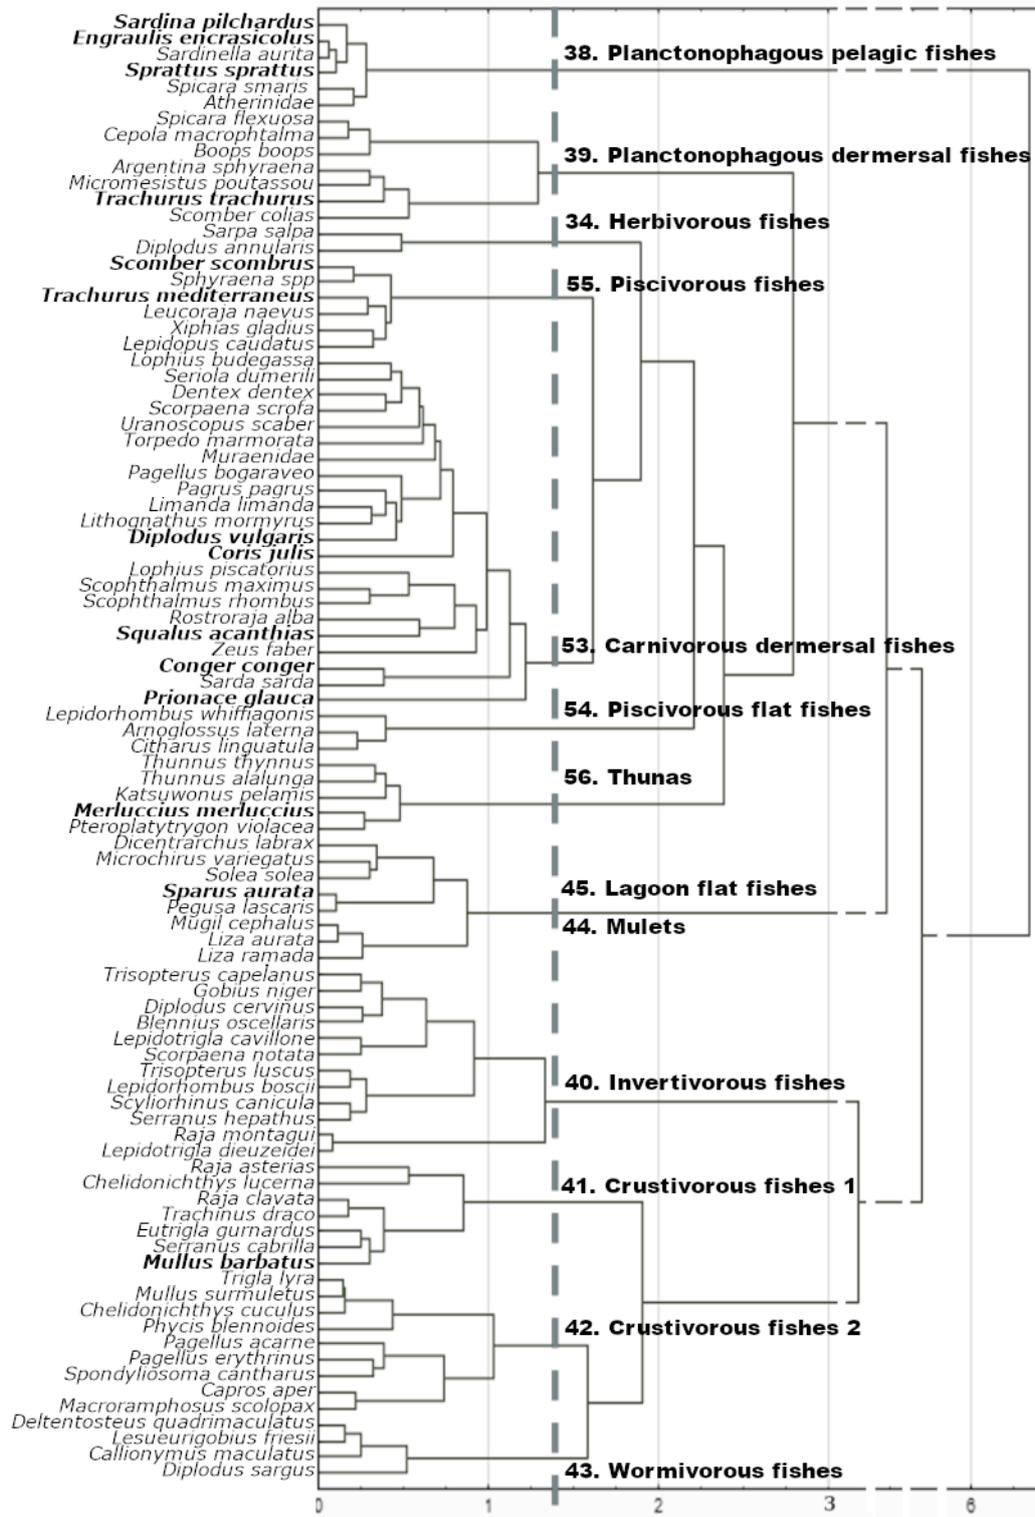 Sardina pilchardus
Engraulis encrasicolus
Sardinella aurita
38. Planctonophagous pelagic fishes
Sprattus sprattus
Spicara smaris
Atherinidae
Spicara flexuosa
Cepola macrophtalma
Boops boops
39. Planctonophagous dermersal fishes
Argentina sphyraena
Micromesistus poutassou
Trachurus trachurus
Scomber colias
34. Herbivorous fishes
Sarpa salpa
Diplodus annularis
Scomber scombrus
Sphyraena spp
55. Piscivorous fishes
Trachurus mediterraneus
Leucoraja naevus
Xiphias gladius
Lepidopus caudatus
Lophius budegassa
Seriola dumerili
Dentex dentex
Scorpaena scrofa
Uranoscopus scaber
Torpedo marmorata
Muraenidae
Pagellus bogaraveo
Pagrus pagrus
Limanda limanda
Lithognathus mormyrus
Diplodus vulgaris
Coris julis
Lophius piscatorius
Scophthalmus maximus
Scophthalmus rhombus
Rostroraja alba
Squalus acanthias
53. Carnivorous dermersal fishes
Zeus faber
Conger conger
Sarda sarda
Prionace glauca
54. Piscivorous flat fishes
Lepidorhombus whiffiagonis
Arnoglossus laterna
Citharus linguatula
Thunnus thynnus
56. Thunas
Thunnus alalunga
Katsuwonus pelamis
Merluccius merluccius
Pteroplatytrygon violacea
Dicentrarchus labrax
Microchirus variegatus
Solea solea
45. Lagoon flat fishes
Sparus aurata
Pegusa lascaris
Mugil cephalus
44. Mulets
Liza aurata
Liza ramada
Trisopterus capelanus
Gobius niger
Diplodus cervinus
Blennius oscellaris
Lepidotrigla cavillone
Scorpaena notata
Trisopterus luscus
40. Invertivorous fishes
Lepidorhombus boscii
Scyliorhinus canicula
Serranus hepathus
Raja montagui
Lepidotrigla dieuzeidei
Raja asterias
Chelidonichthys lucerna
41. Crustivorous fishes 1
Raja clavata
Trachinus draco
Eutrigla gurnardus
Serranus cabrilla
Mullus barbatus
Trigla lyra
Mullus surmuletus
Chelidonichthys cuculus
Phycis blennoides
42. Crustivorous fishes 2
Pagellus acarne
Pagellus erythrinus
Spondyliosoma cantharus
Capros aper
Macroramphosus scolopax
Deltentosteus quadrimaculatus
Lesueurigobius friesii
Callionymus maculatus
Diplodus sargus
43. Wormivorous fishes
0 1 2 3 6